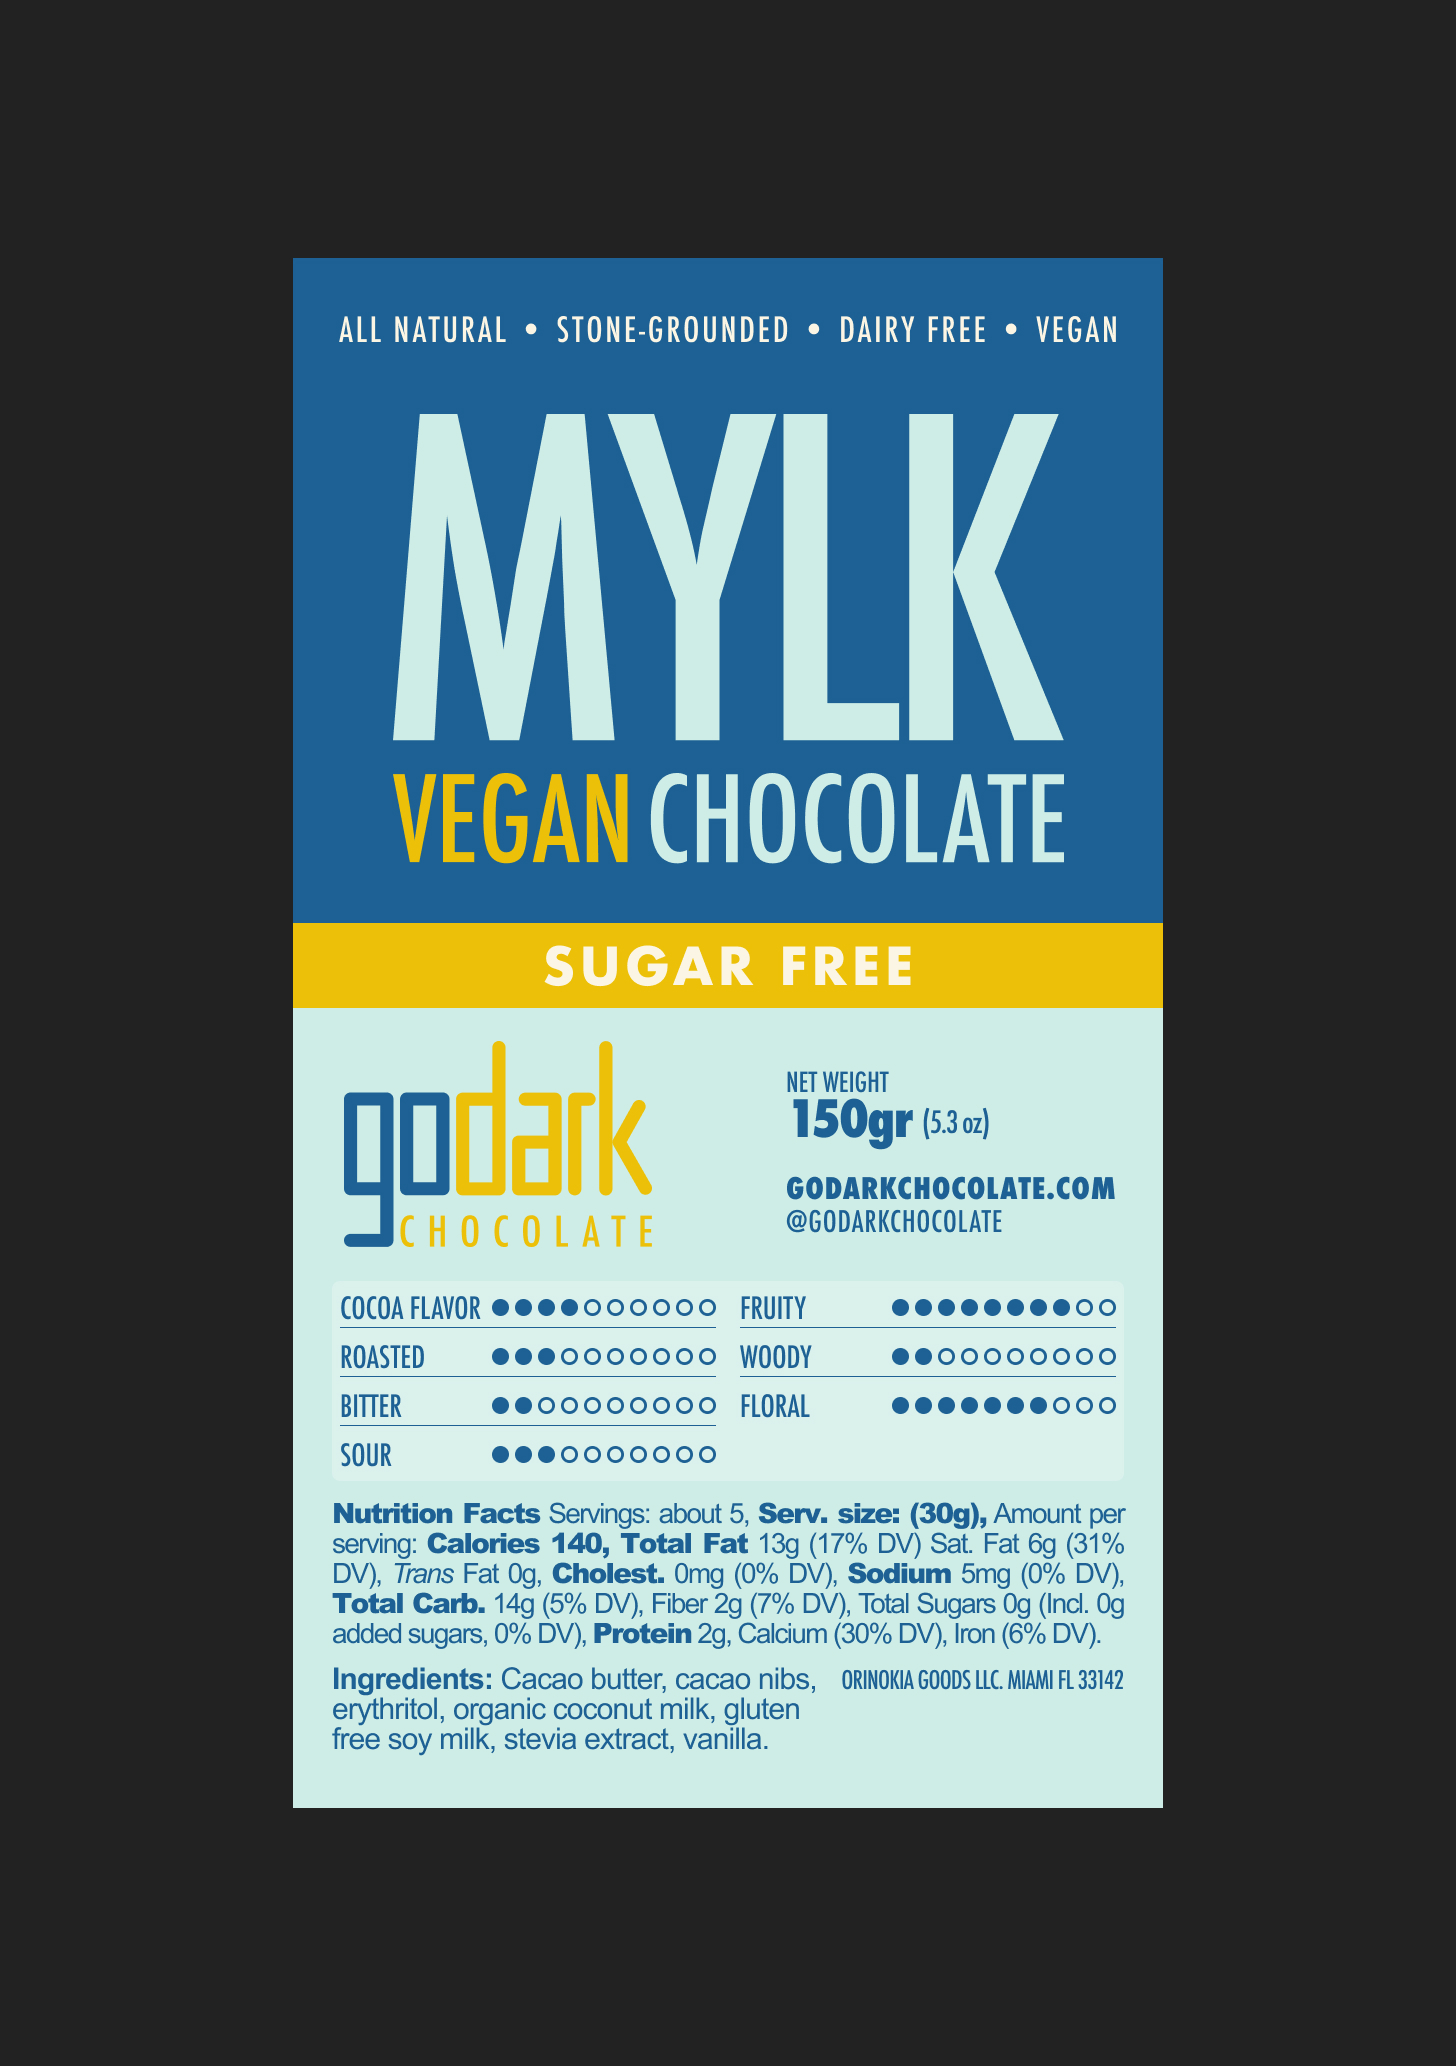 ALL NATURAL • STONE-GROUNDED • DAIRY FREE • VEGAN
MYLK
VEGAN CHOCOLATE
SUGAR FREE
godark
CHOCOLATE
NET WEIGHT
150gr (5.3 oz)
GODARKCHOCOLATE.COM
@GODARKCHOCOLATE
COCOA FLAVOR
ROASTED
BITTER
SOUR
FRUITY
WOODY
FLORAL
Nutrition Facts Servings: about 5, Serv. size: (30g), Amount per
serving: Calories 140, Total Fat 13g (17% DV) Sat. Fat 6g (31%
DV), Trans Fat 0g, Cholest. 0mg (0% DV), Sodium 5mg (0% DV),
Total Carb. 14g (5% DV), Fiber 2g (7% DV), Total Sugars 0g (Incl. 0g
added sugars, 0% DV), Protein 2g, Calcium (30% DV), Iron (6% DV).
Ingredients: Cacao butter, cacao nibs,
erythritol, organic coconut milk, gluten
free soy milk, stevia extract, vanilla.
ORINOKIA GOODS LLC. MIAMI FL 33142